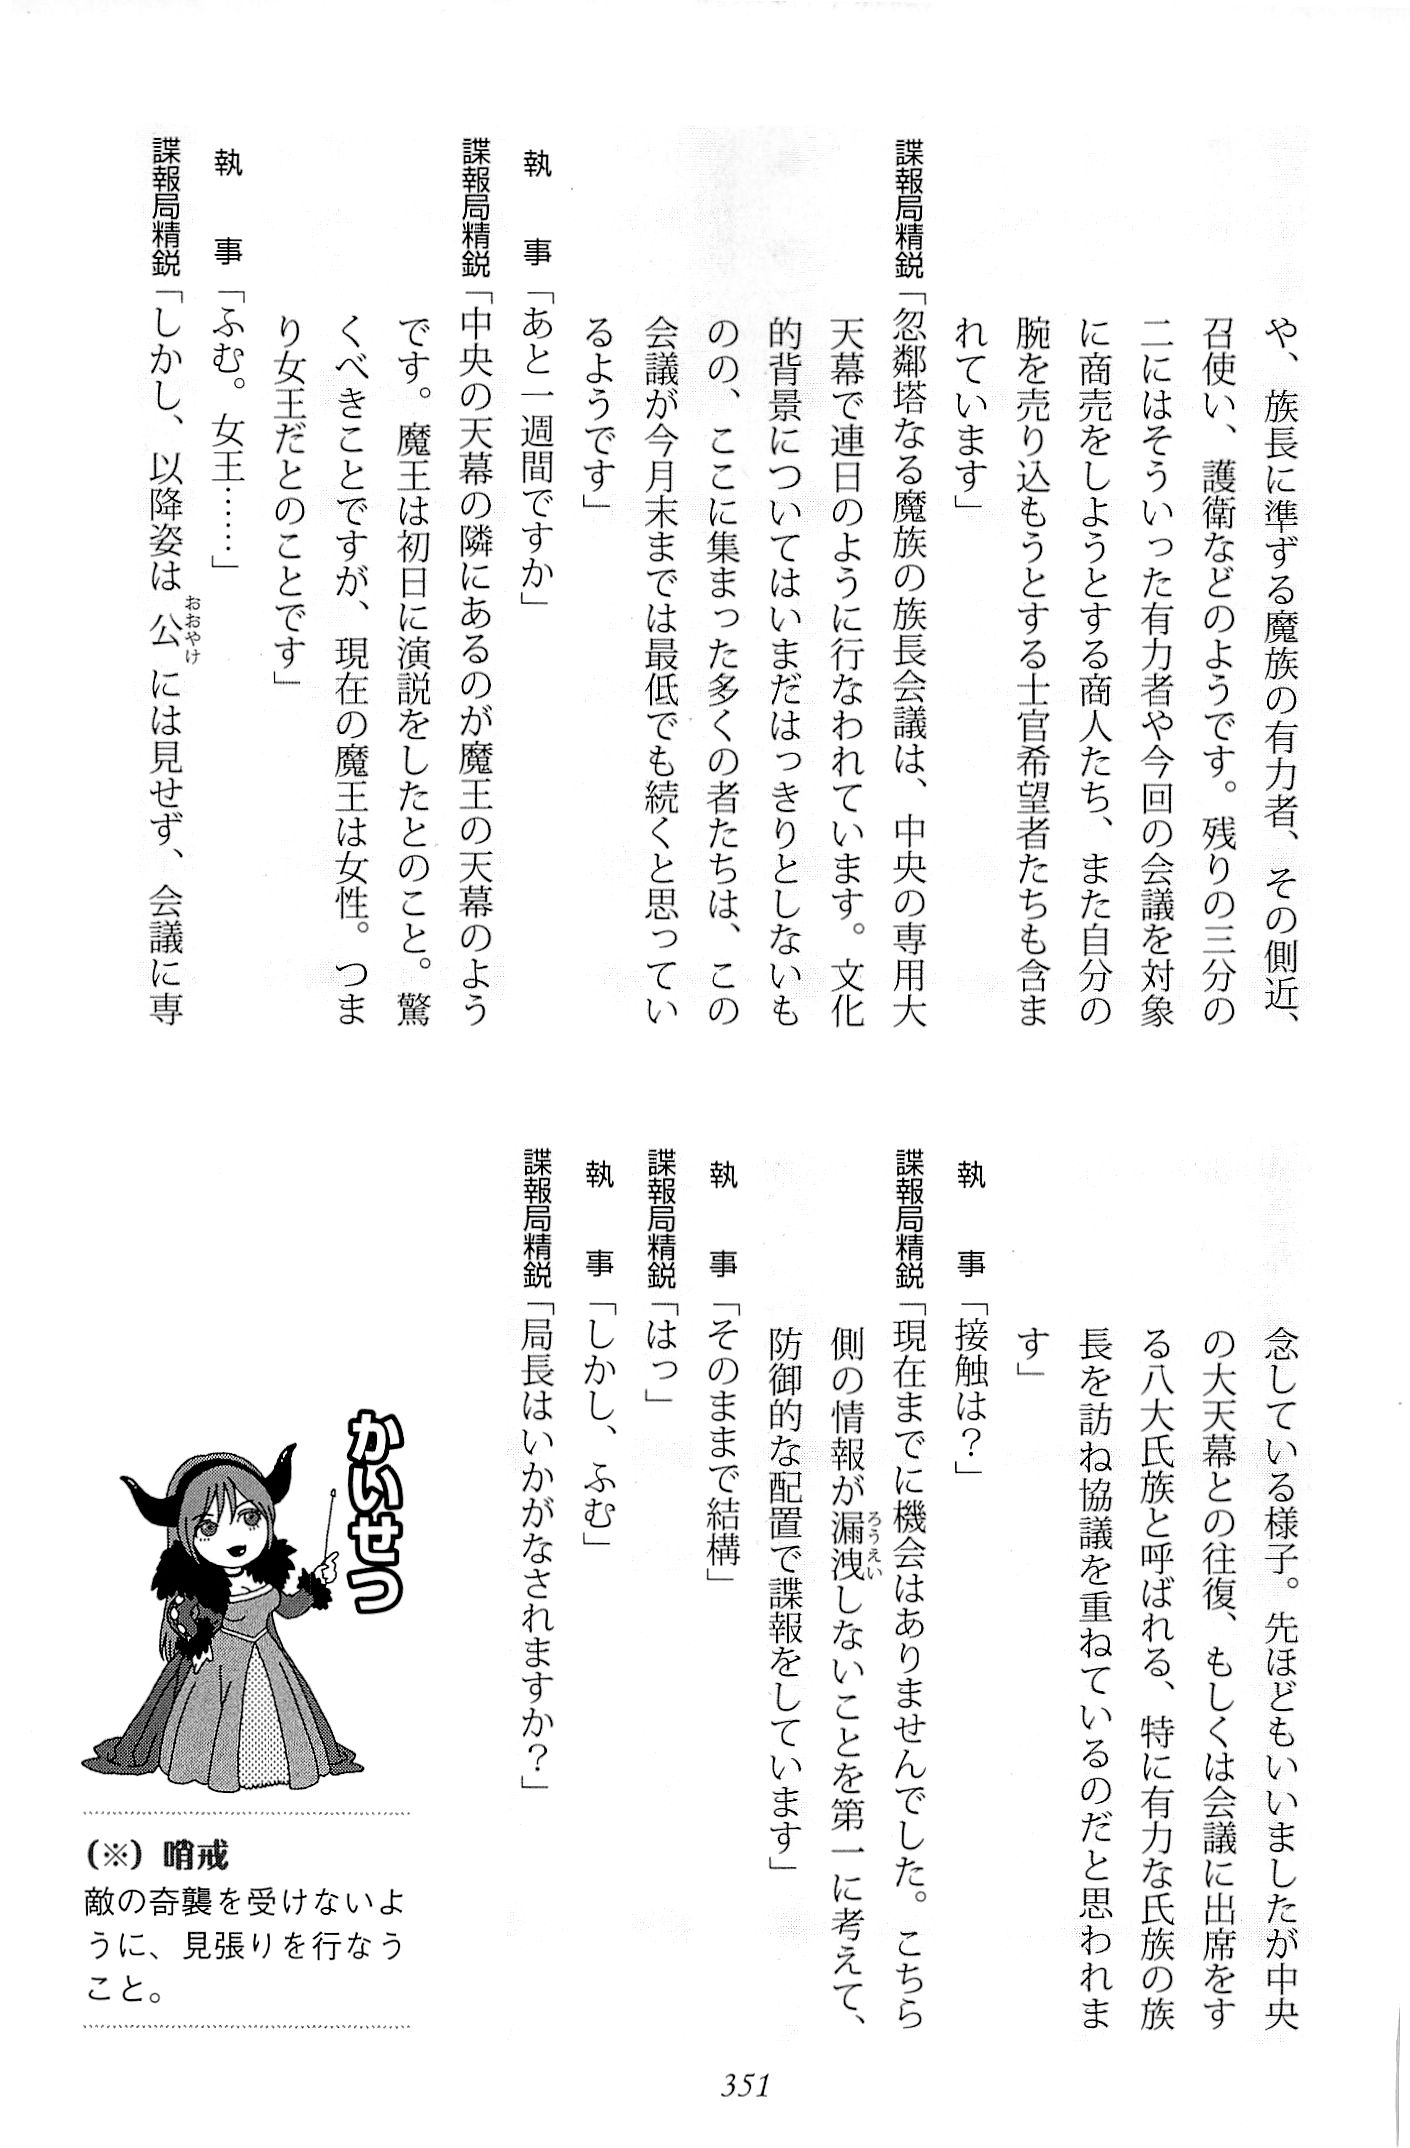 や、族長に準ずる魔族の有力者、その側近、
召使い、護衛などのようです。残りの三分の
二にはそういった有力者や今回の会議を対象
に商売をしようとする商人たち、また自分の
腕を売り込もうとする士官希望者たちも含ま
れています」
諜報局精鋭「忽鄰塔なる魔族の族長会議は、中央の専用大
天幕で連日のように行なわれています。文化
的背景についてはいまだはっきりとしないも
のの、ここに集まった多くの者たちは、この
会議が今月末までは最低でも続くと思ってい
るようです」
執　事「あと一週間ですか」
諜報局精鋭「中央の天幕の隣にあるのが魔王の天幕のよう
です。魔王は初日に演説をしたとのこと。驚
くべきことですが、現在の魔王は女性。つま
り女王だとのことです」
執　事「ふむ。女王……」
諜報局精鋭「しかし、以降姿は公おおやけには見せず、会議に専
念している様子。先ほどもいいましたが中央
の大天幕との往復、もしくは会議に出席をす
る八大氏族と呼ばれる、特に有力な氏族の族
長を訪ね協議を重ねているのだと思われま
す」
執　事「接触は？」
諜報局精鋭「現在までに機会はありませんでした。こちら
側の情報が漏洩ろうえいしないことを第一に考えて、
防御的な配置で諜報をしています」
執　事「そのままで結構」
諜報局精鋭「はっ」
執　事「しかし、ふむ」
諜報局精鋭「局長はいかがなされますか？」
かいせつ
（※）哨戒
敵の奇襲を受けないよ
うに、見張りを行なう
こと。
351